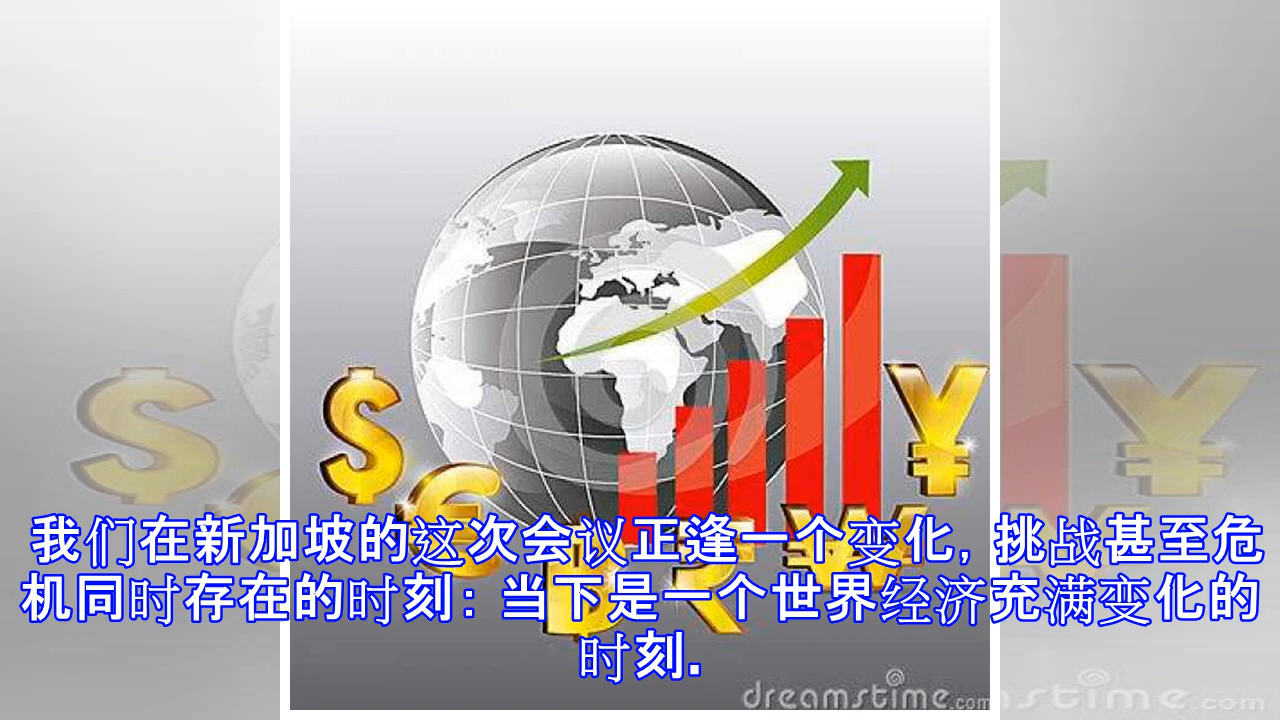 我们在新加坡的这次会议正逢一个变化, 挑战甚至危
机同时存在的时刻: 当下是一个世界经济充满变化的
时刻.
dreamstime.com